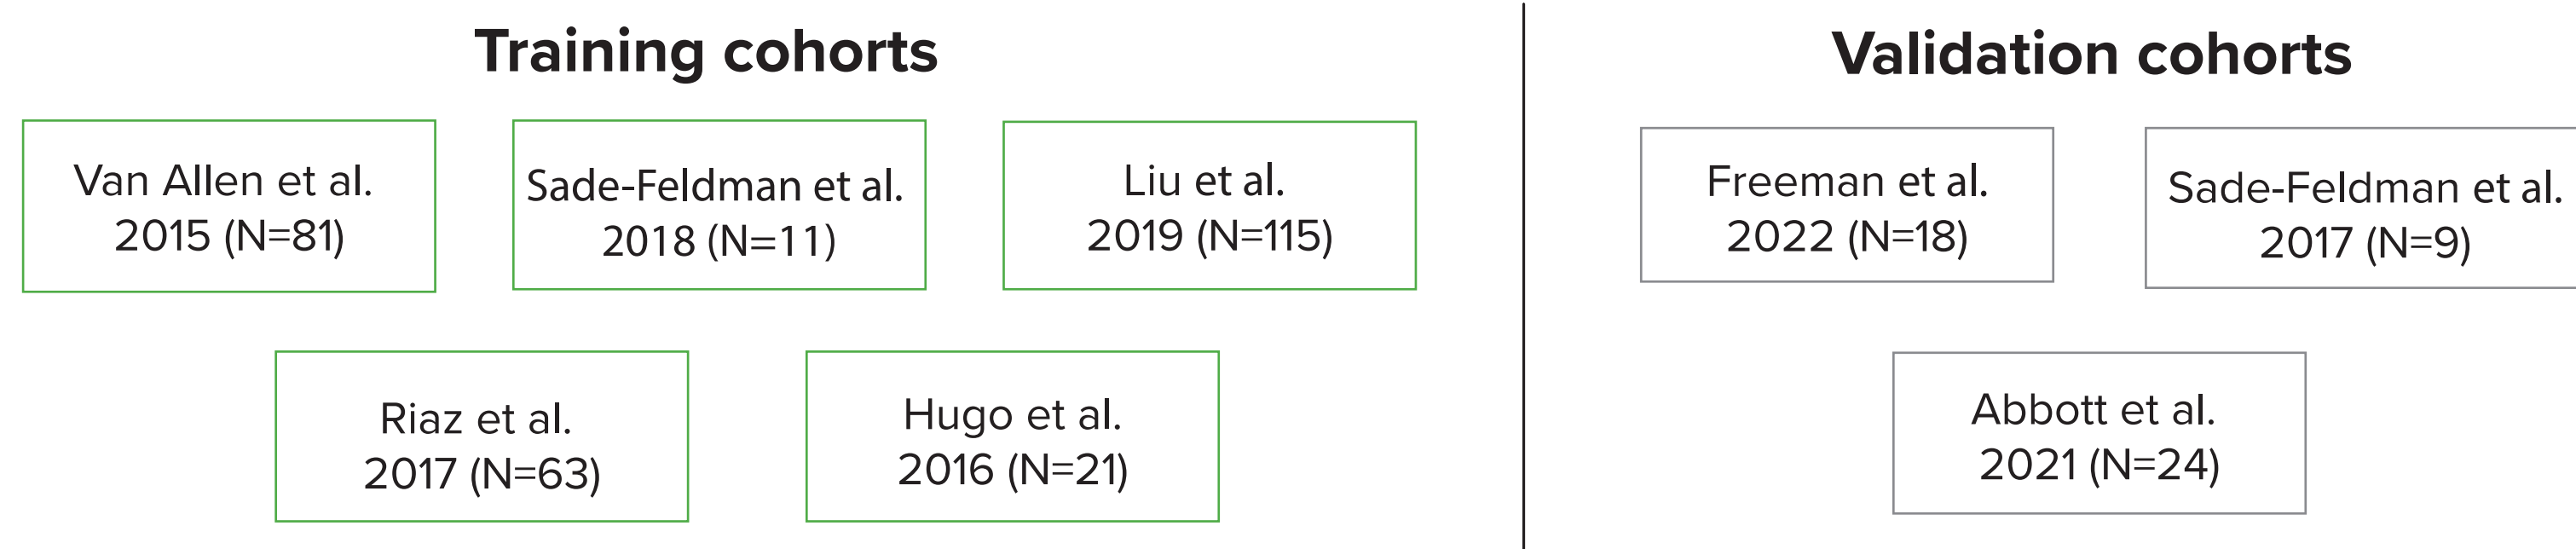 Training cohorts
Van Allen et al.
2015 (N=81)
Sade-Feldman et al.
2018 (N=11)
Liu et al.
2019 (N=115)
Riaz et al.
2017 (N=63)
Hugo et al.
2016 (N=21)
Validation cohorts
Freeman et al.
2022 (N=18)
Sade-Feldman et al.
2017 (N=9)
Abbott et al.
2021 (N=24)